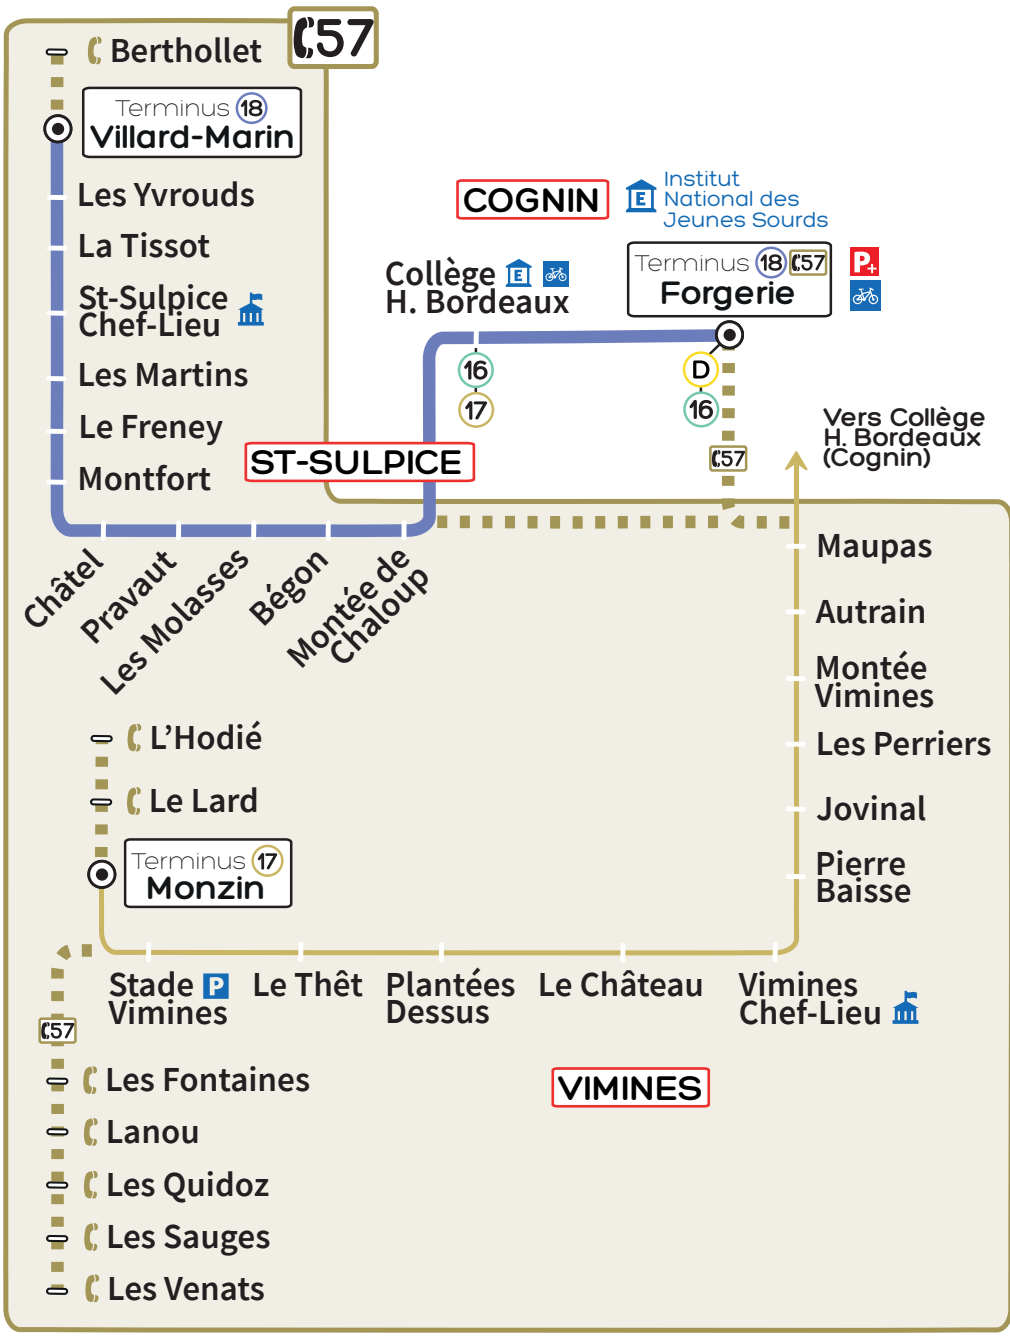 57
Berthollet
Terminus 18
Villard-Marin
Les Yvrouds
La Tissot
St-Sulpice
Chef-Lieu
Les Martins
Le Freney
Montfort
ST-SULPICE
Châtel
Pravaut
Les Molasses
Bégon
Montée de
Chaloup
COGNIN
E
Institut
National des
Jeunes Sourds
Collège E
H. Bordeaux
16
17
Terminus 18 57
Forgerie
P+
D
16
57
Vers Collège
H. Bordeaux
(Cognin)
Maupas
Autrain
Montée
Vimines
Les Perriers
Jovinal
Pierre
Baisse
L'Hodié
Le Lard
Terminus 17
Monzin
Stade P
Vimines
Le Thêt
Plantées
Dessus
Le Château
Vimines
Chef-Lieu
57
Les Fontaines
Lanou
Les Quidoz
Les Sauges
Les Venats
VIMINES